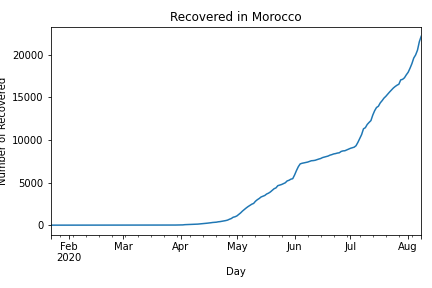 Recovered in Morocco
Number of Recovered
20000
15000
10000
5000
0
Feb
2020
Mar
Apr
May
Jun
Jul
Aug
Day